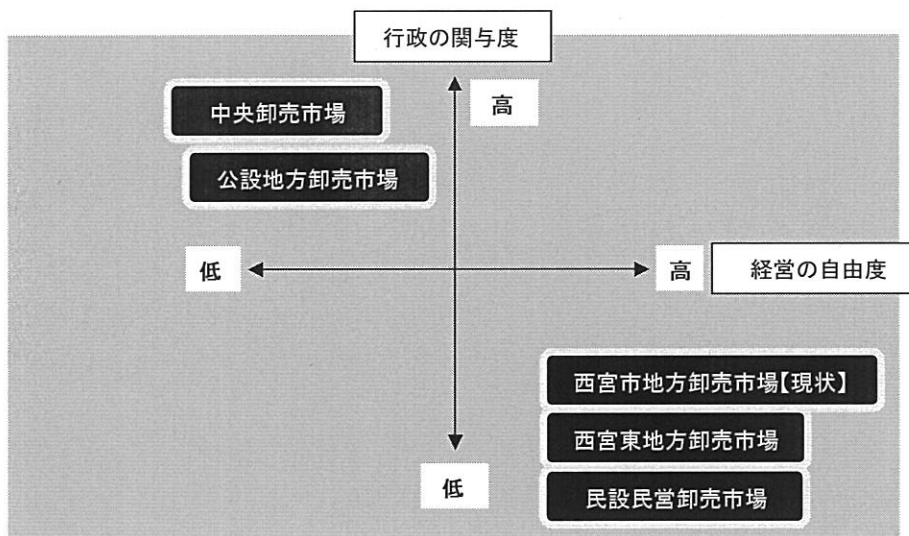 行政の関与度
高
中央卸売市場
公設地方卸売市場
低
高
経営の自由度
西宮市地方卸売市場【現状】
西宮東地方卸売市場
低
民設民営卸売市場